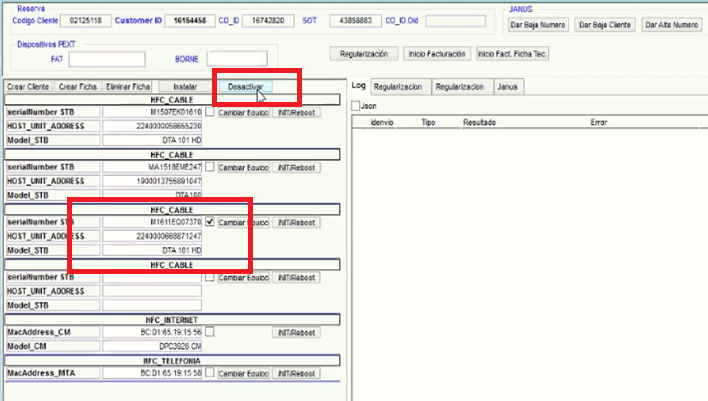 Reserva
Codigo Cliente 02125118 Customer ID 16154458 CO_ID 16742820 SOT 43858883 CO_ID Old
JANUS
Dar Baja Numero Dar Baja Cliente Dar Alta Numero
Dispositivos PEXT
FAT BORNE
Regularización Inicio Facturación Inicio Fact. Ficha Tec.
Crear Cliente Crear Ficha Eliminar Ficha Instalar Desactivar
Log Regularizacion Regularizacion Janus
Json
Idenvio Tipo Resultado Error
HFC_CABLE
serialNumber STB M1507EK01610 Cambiar Equipo INIT/Reboot
HOST_UNIT_ADDRESS 2240000058655230
Model_STB DTA 101 HD
HFC_CABLE
serialNumber STB MA1518EME247 Cambiar Equipo INIT/Reboot
HOST_UNIT_ADDRESS 1900013755891047
Model_STB DTA100
HFC_CABLE
serialNumber STB M1611EO07370 Cambiar Equipo INIT/Reboot
HOST_UNIT_ADDRESS 2240000668871247
Model_STB DTA 101 HD
HFC_CABLE
serialNumber STB Cambiar Equipo INIT/Reboot
HOST_UNIT_ADDRESS
Model_STB
HFC_INTERNET
MacAddress_CM BC:D1:65:19:15:56 INIT/Reboot
Model_CM DPC3928 CM
HFC_TELEFONIA
MacAddress_MTA BC:D1:65:19:15:58 Cambiar Equipo INIT/Reboot